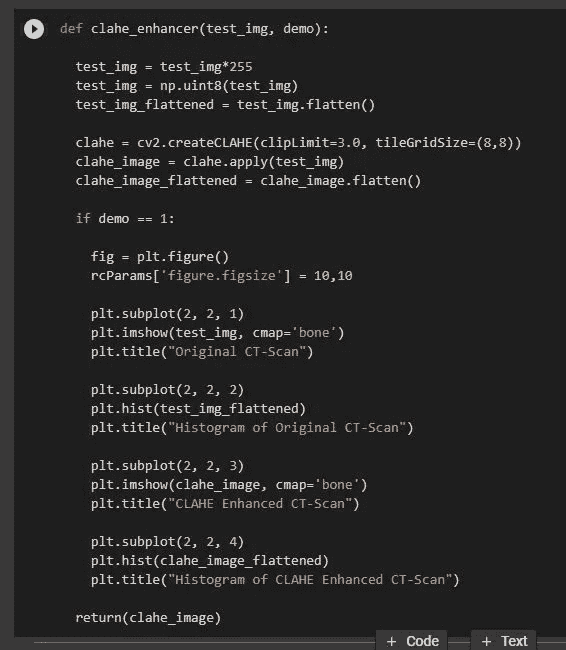 def clahe_enhancer(test_img, demo):
test_img = test_img*255
test_img = np.uint8(test_img)
test_img_flattened = test_img.flatten()
clahe = cv2.createCLAHE(clipLimit=3.0, tileGridSize=(8,8))
clahe_image = clahe.apply(test_img)
clahe_image_flattened = clahe_image.flatten()
if demo == 1:
fig = plt.figure()
rcParams['figure.figsize'] = 10,10
plt.subplot(2, 2, 1)
plt.imshow(test_img, cmap='bone')
plt.title("Original CT-Scan")
plt.subplot(2, 2, 2)
plt.hist(test_img_flattened)
plt.title("Histogram of Original CT-Scan")
plt.subplot(2, 2, 3)
plt.imshow(clahe_image, cmap='bone')
plt.title("CLAHE Enhanced CT-Scan")
plt.subplot(2, 2, 4)
plt.hist(clahe_image_flattened)
plt.title("Histogram of CLAHE Enhanced CT-Scan")
return(clahe_image)
+ Code + Text